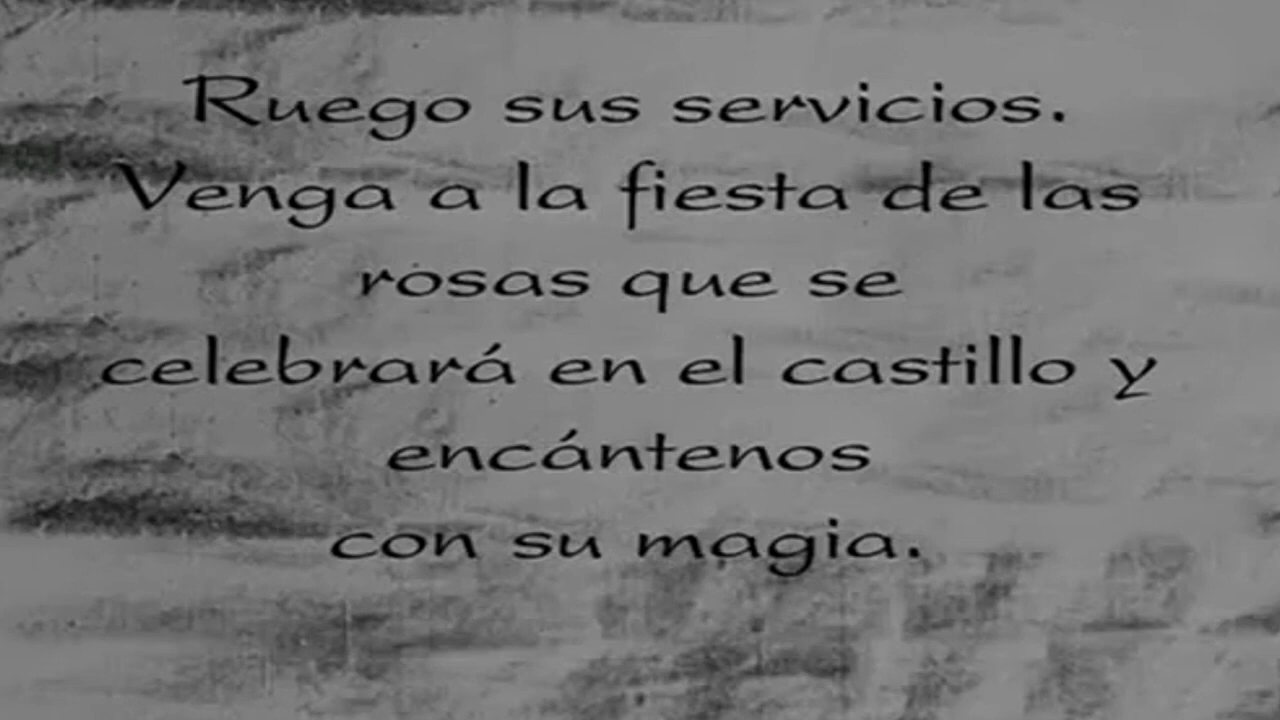 Ruego sus servicios.
Venga a la fiesta de las
rosas que se
celebrará en el castillo y
encántenos
con su magia.